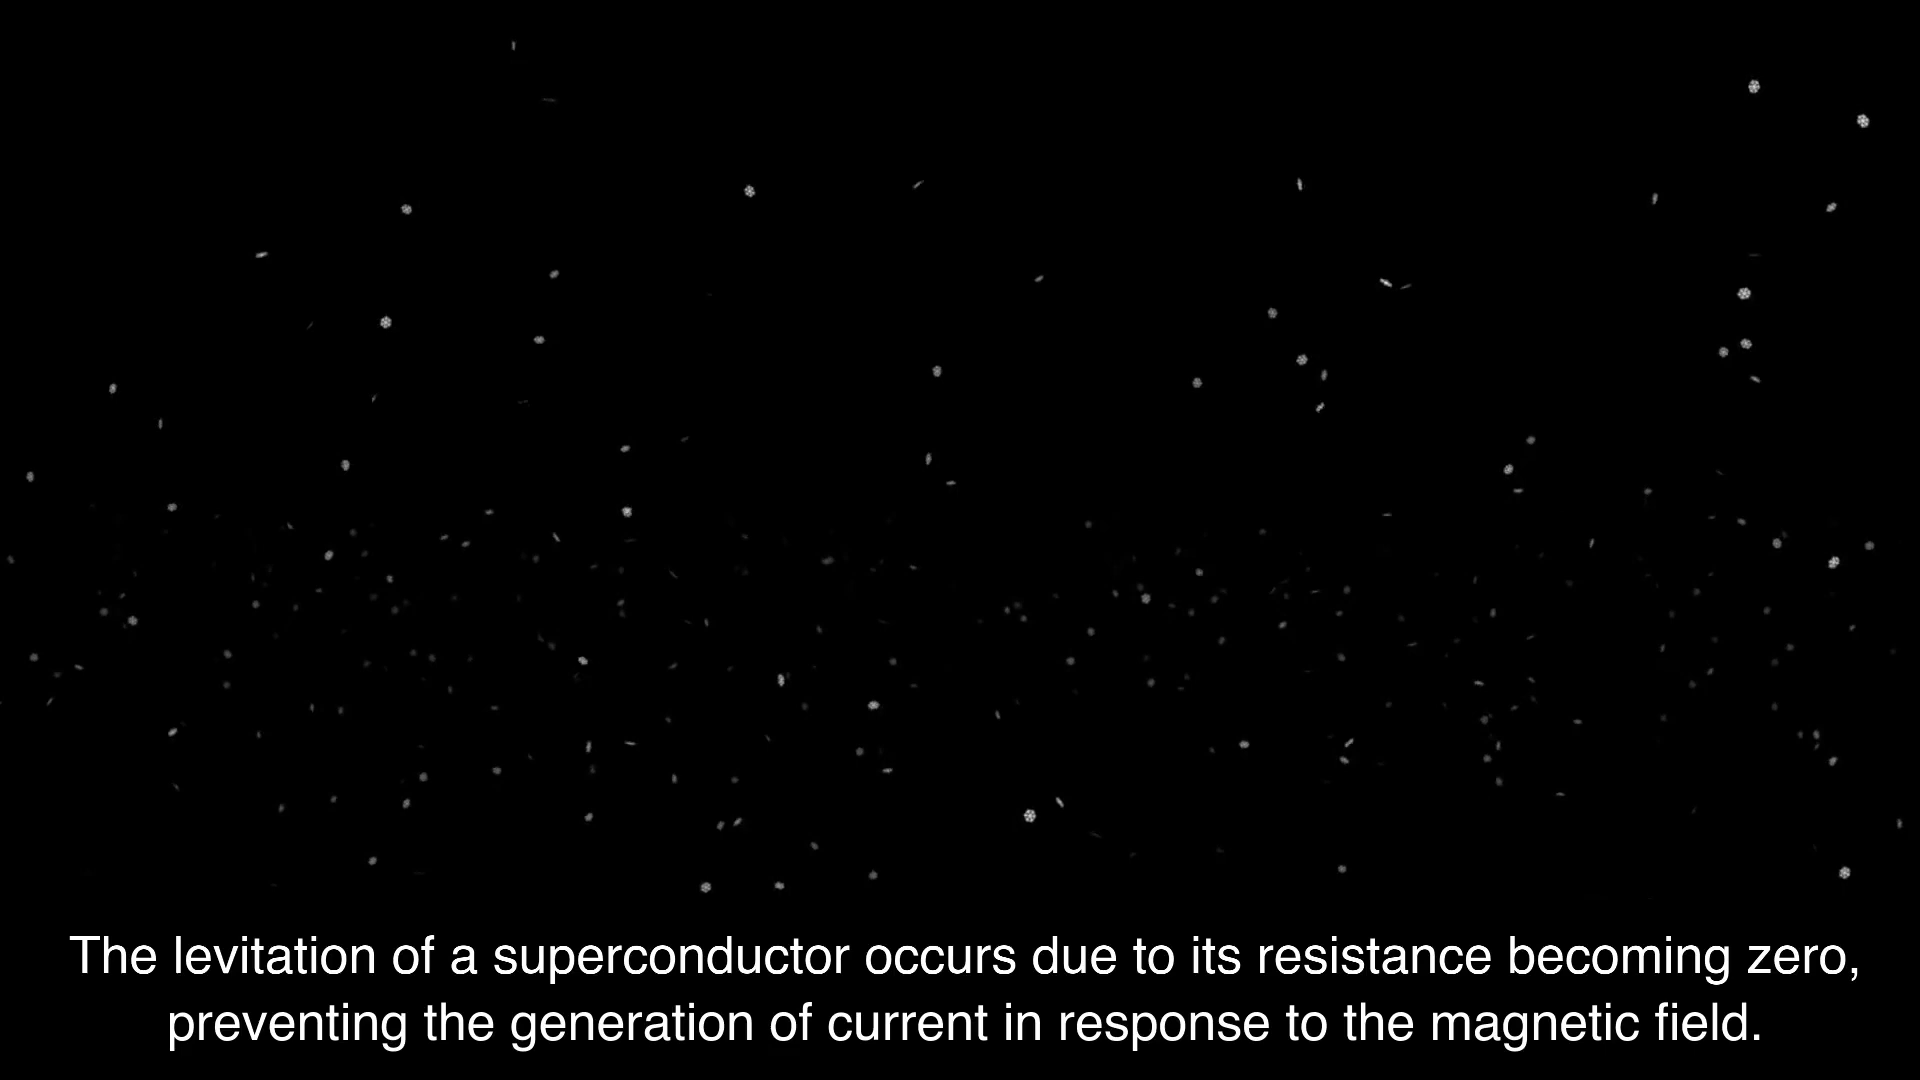 The levitation of a superconductor occurs due to its resistance becoming zero,
preventing the generation of current in response to the magnetic field.